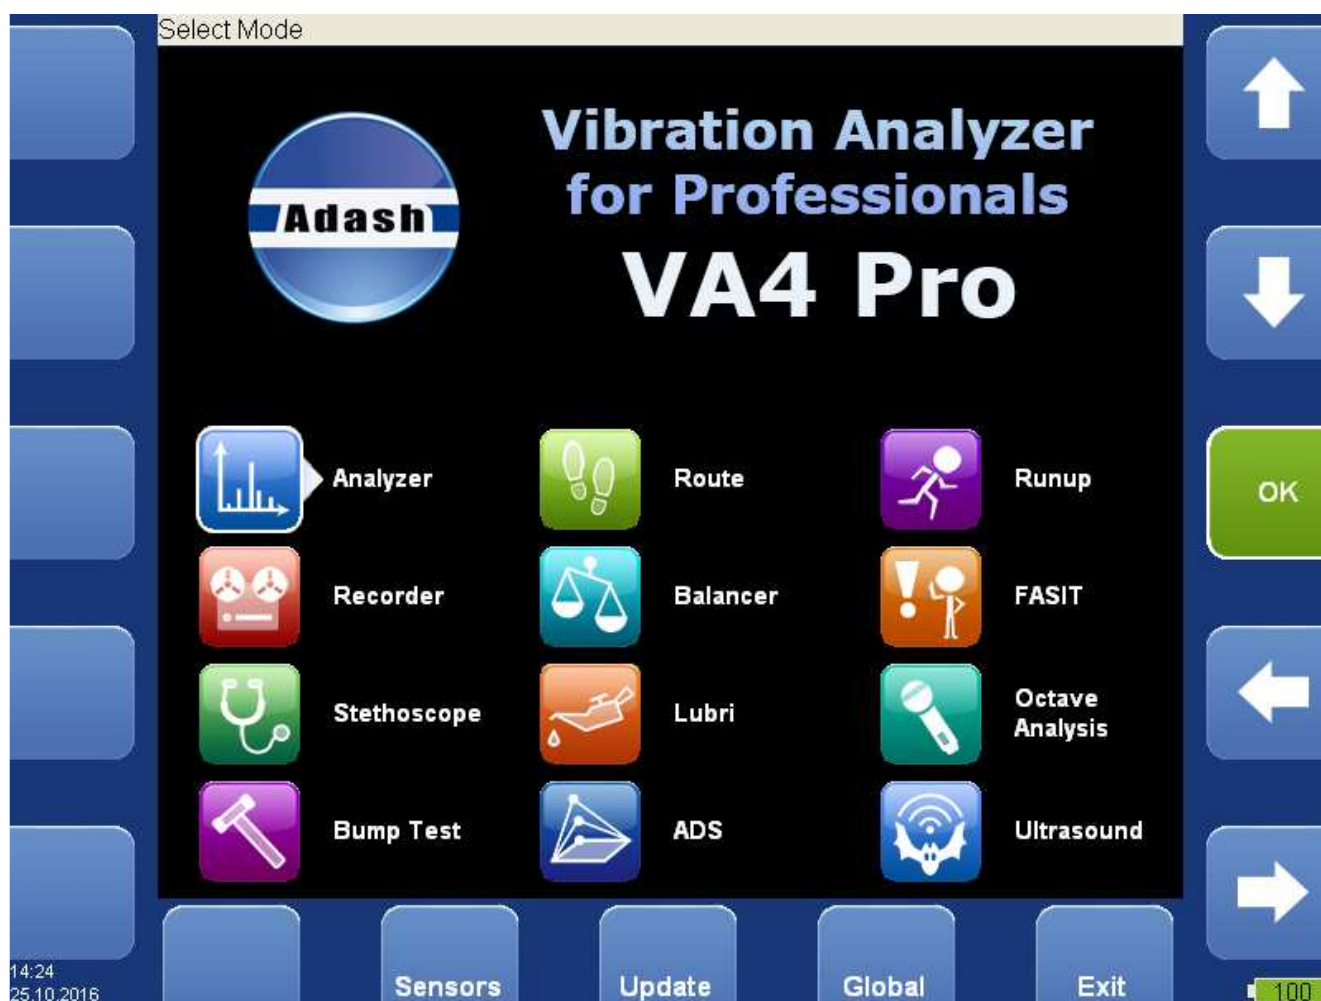 Select Mode
Adash
Vibration Analyzer
for Professionals
VA4 Pro
Analyzer
Route
Runup
OK
Recorder
Balancer
FASIT
Stethoscope
Lubri
Octave
Analysis
Bump Test
ADS
Ultrasound
14:24
25.10.2016
Sensors
Update
Global
Exit
100